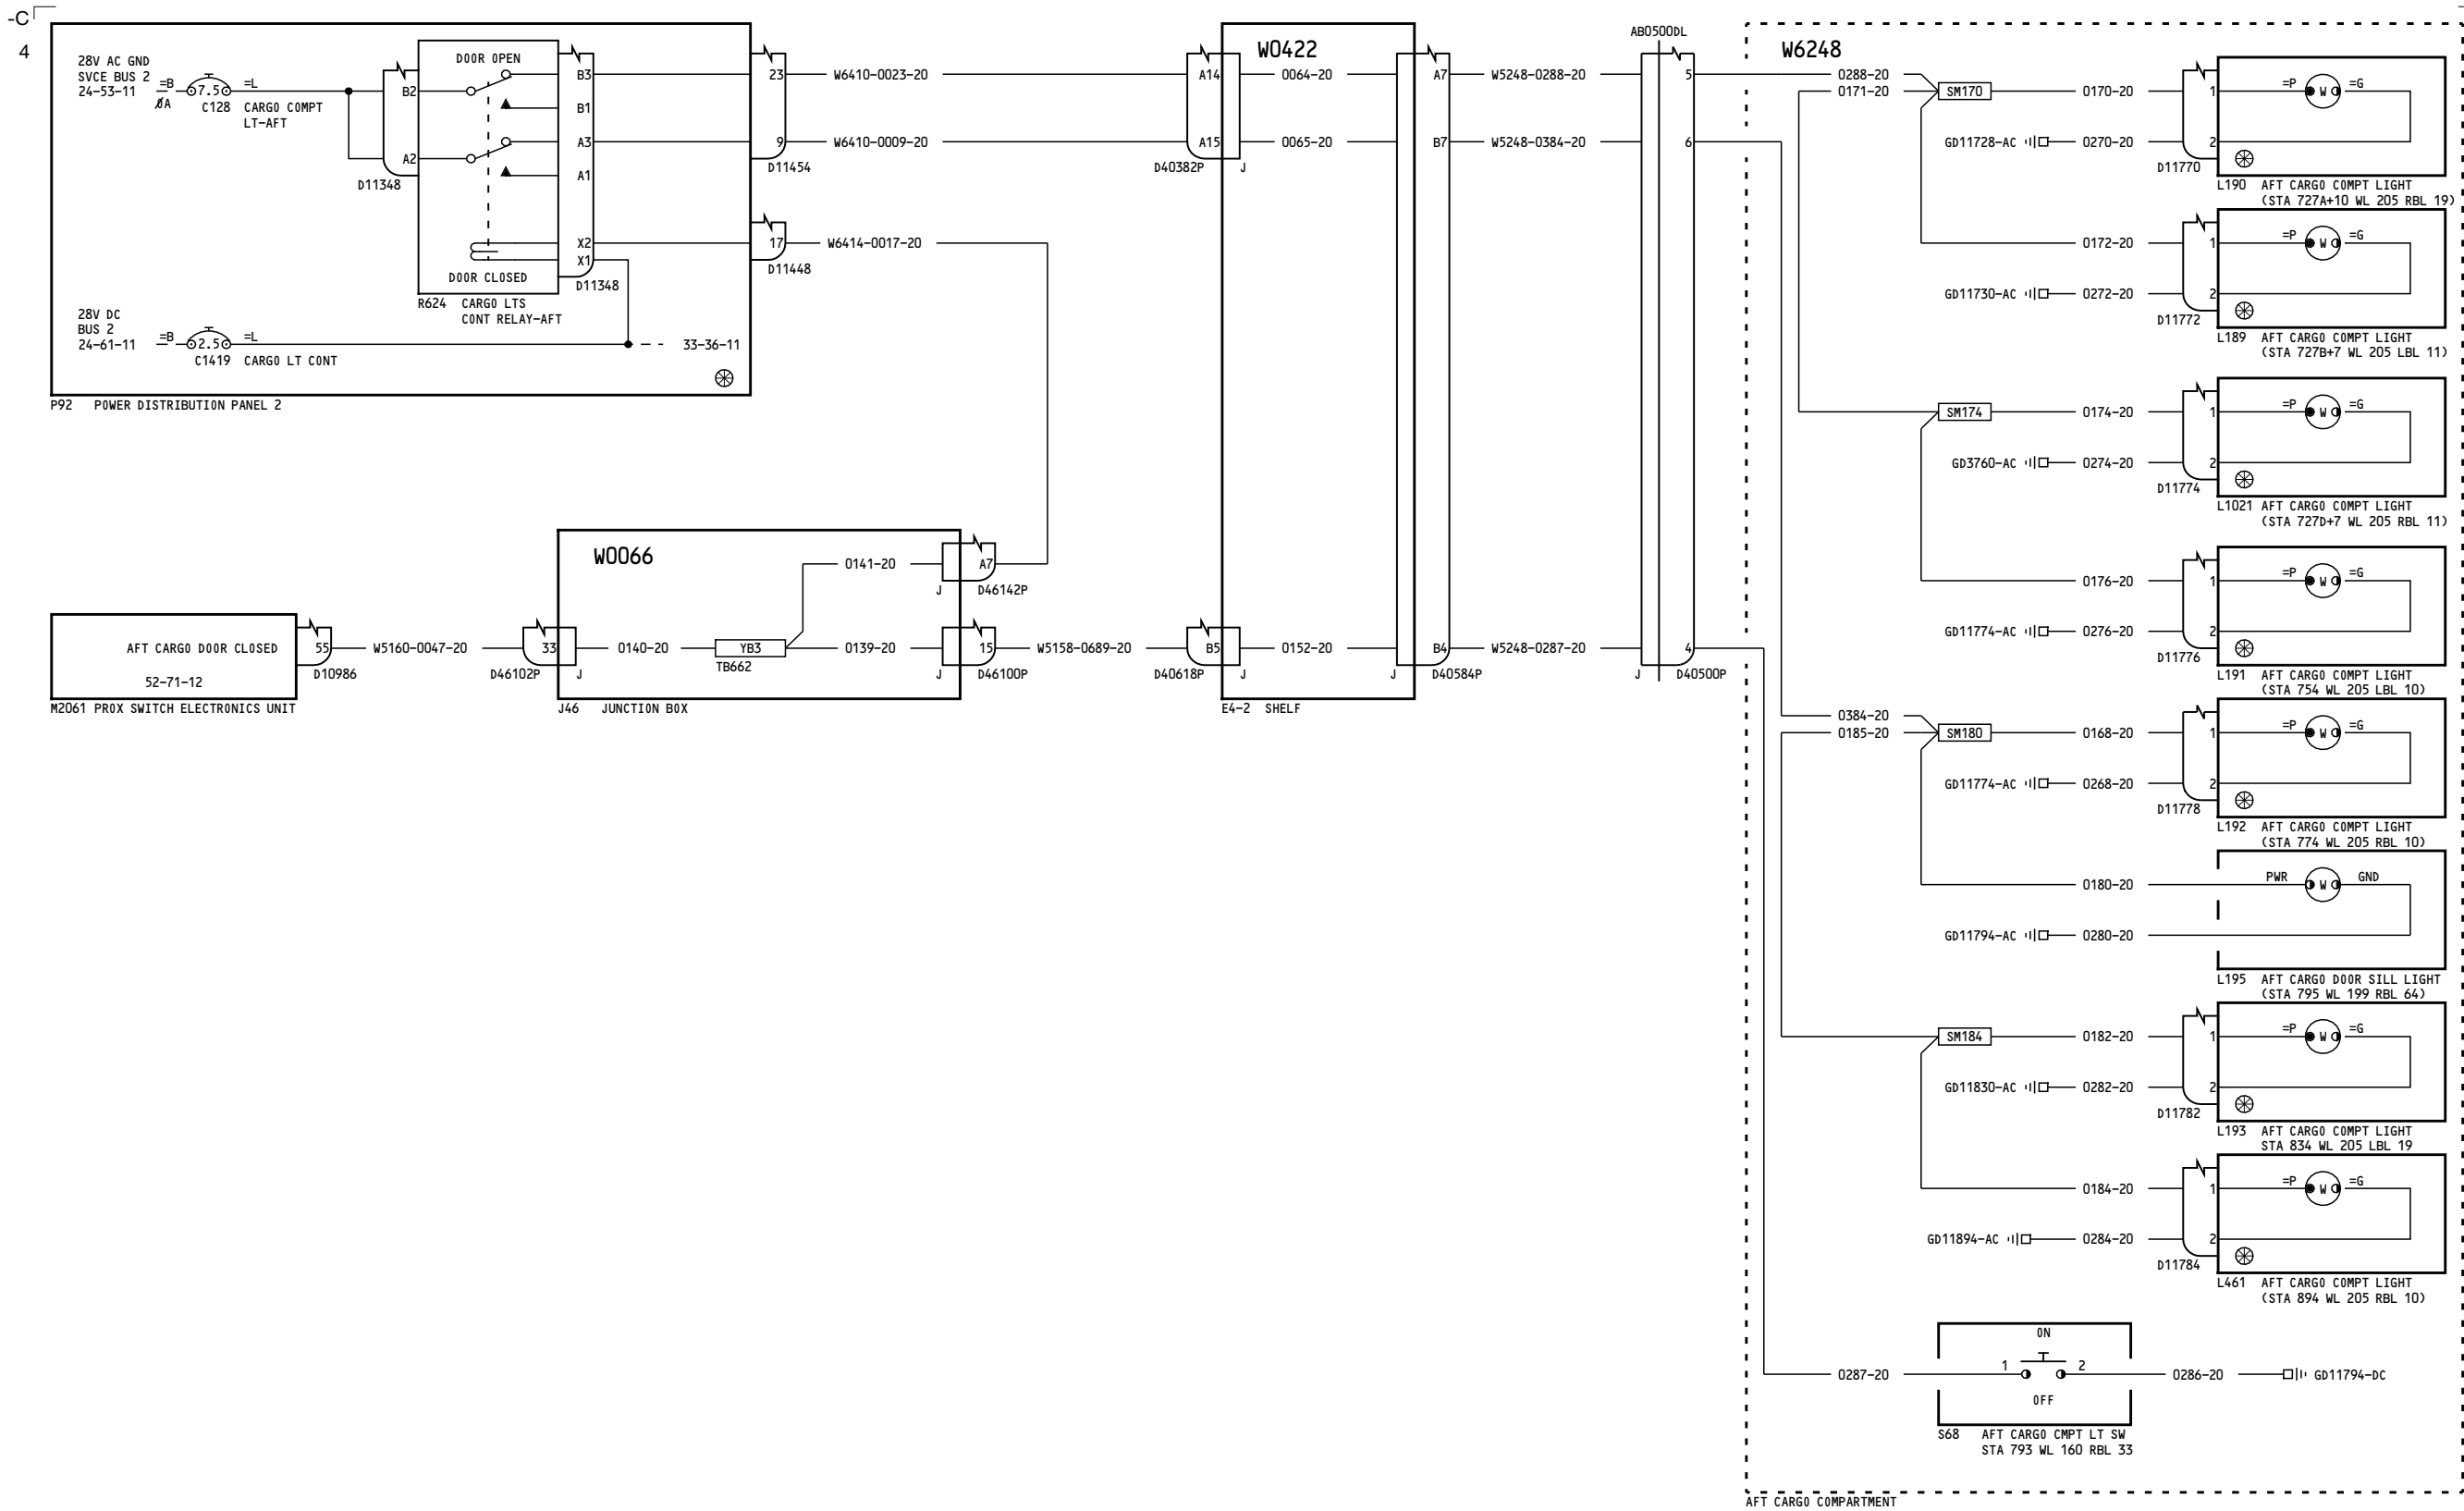 -C
4
28V AC GND
SVCE BUS 2
24-53-11
=B
ØA
7.5
=L
C128 CARGO COMPT
LT-AFT
B2
A2
D11348
DOOR OPEN
DOOR CLOSED
B3
B1
A3
A1
X2
X1
D11348
R624 CARGO LTS
CONT RELAY-AFT
28V DC
BUS 2
24-61-11
=B
2.5
=L
C1419 CARGO LT CONT
33-36-11
P92 POWER DISTRIBUTION PANEL 2
23
9
D11454
17
D11448
W6410-0023-20
W6410-0009-20
W6414-0017-20
AFT CARGO DOOR CLOSED
52-71-12
M2061 PROX SWITCH ELECTRONICS UNIT
55
D10986
W5160-0047-20
33
D46102P
J
W0066
0140-20
YB3
TB662
0141-20
0139-20
A7
J
D46142P
15
J
D46100P
J46 JUNCTION BOX
W5158-0689-20
W0422
A14
A15
D40382P
J
0064-20
0065-20
B5
D40618P
J
0152-20
A7
B7
B4
J
D40584P
E4-2 SHELF
W5248-0288-20
W5248-0384-20
W5248-0287-20
AB0500DL
5
6
4
J
D40500P
W6248
0288-20
0171-20
SM170
0170-20
1
=P
W
=G
GD11728-AC
0270-20
2
D11770
L190 AFT CARGO COMPT LIGHT
(STA 727A+10 WL 205 RBL 19)
0172-20
1
=P
W
=G
GD11730-AC
0272-20
2
D11772
L189 AFT CARGO COMPT LIGHT
(STA 727B+7 WL 205 LBL 11)
SM174
0174-20
1
=P
W
=G
GD3760-AC
0274-20
2
D11774
L1021 AFT CARGO COMPT LIGHT
(STA 727D+7 WL 205 RBL 11)
0176-20
1
=P
W
=G
GD11774-AC
0276-20
2
D11776
L191 AFT CARGO COMPT LIGHT
(STA 754 WL 205 LBL 10)
0384-20
0185-20
SM180
0168-20
1
=P
W
=G
GD11774-AC
0268-20
2
D11778
L192 AFT CARGO COMPT LIGHT
(STA 774 WL 205 RBL 10)
0180-20
PWR
W
GND
GD11794-AC
0280-20
L195 AFT CARGO DOOR SILL LIGHT
(STA 795 WL 199 RBL 64)
SM184
0182-20
1
=P
W
=G
GD11830-AC
0282-20
2
D11782
L193 AFT CARGO COMPT LIGHT
STA 834 WL 205 LBL 19
0184-20
1
=P
W
=G
GD11894-AC
0284-20
2
D11784
L461 AFT CARGO COMPT LIGHT
(STA 894 WL 205 RBL 10)
ON
0287-20
1
2
0286-20
GD11794-DC
OFF
S68 AFT CARGO CMPT LT SW
STA 793 WL 160 RBL 33
AFT CARGO COMPARTMENT